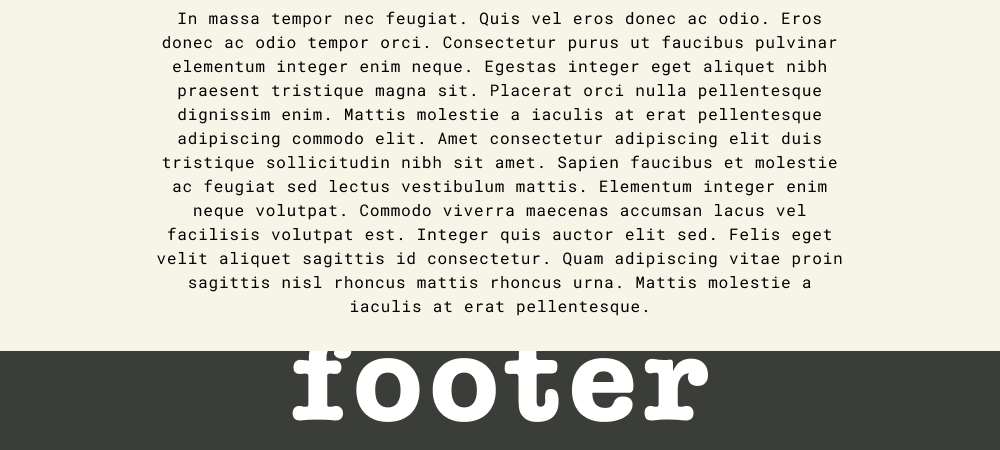 In massa tempor nec feugiat. Quis vel eros donec ac odio. Eros
donec ac odio tempor orci. Consectetur purus ut faucibus pulvinar
elementum integer enim neque. Egestas integer eget aliquet nibh
praesent tristique magna sit. Placerat orci nulla pellentesque
dignissim enim. Mattis molestie a iaculis at erat pellentesque
adipiscing commodo elit. Amet consectetur adipiscing elit duis
tristique sollicitudin nibh sit amet. Sapien faucibus et molestie
ac feugiat sed lectus vestibulum mattis. Elementum integer enim
neque volutpat. Commodo viverra maecenas accumsan lacus vel
facilisis volutpat est. Integer quis auctor elit sed. Felis eget
velit aliquet sagittis id consectetur. Quam adipiscing vitae proin
sagittis nisl rhoncus mattis rhoncus urna. Mattis molestie a
iaculis at erat pellentesque.
footer